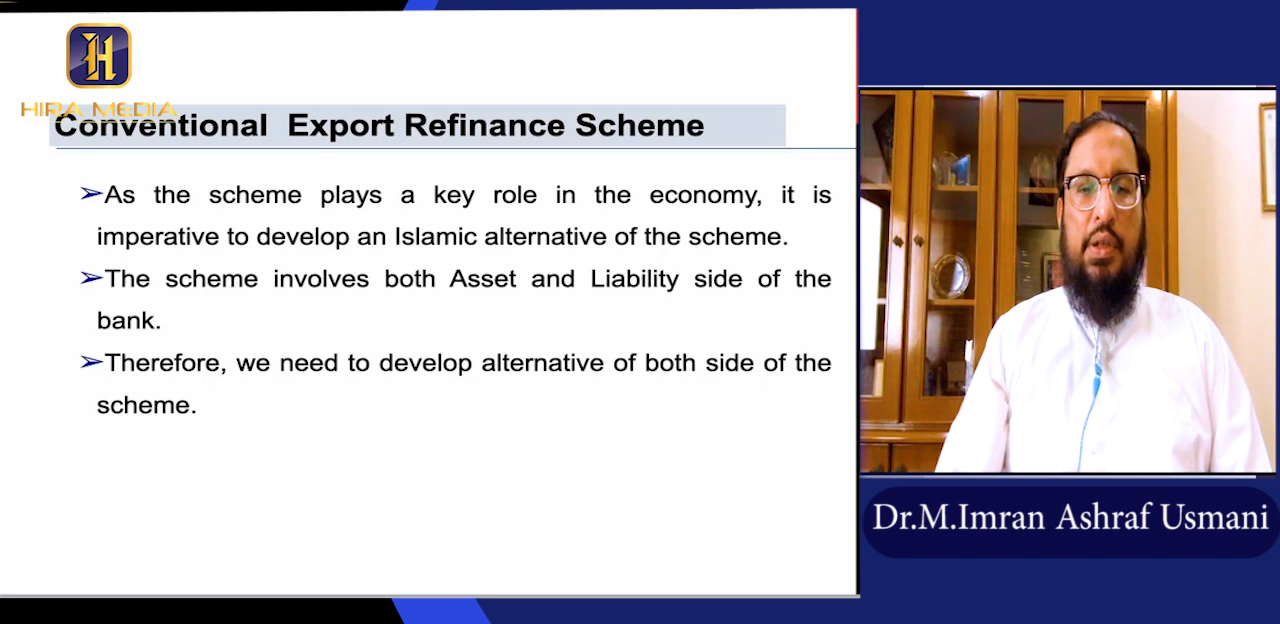 H
HIRA MEDIA
Conventional Export Refinance Scheme
➢As the scheme plays a key role in the economy, it is
imperative to develop an Islamic alternative of the scheme.
➢The scheme involves both Asset and Liability side of the
bank.
➢Therefore, we need to develop alternative of both side of the
scheme.
Dr.M.Imran Ashraf Usmani